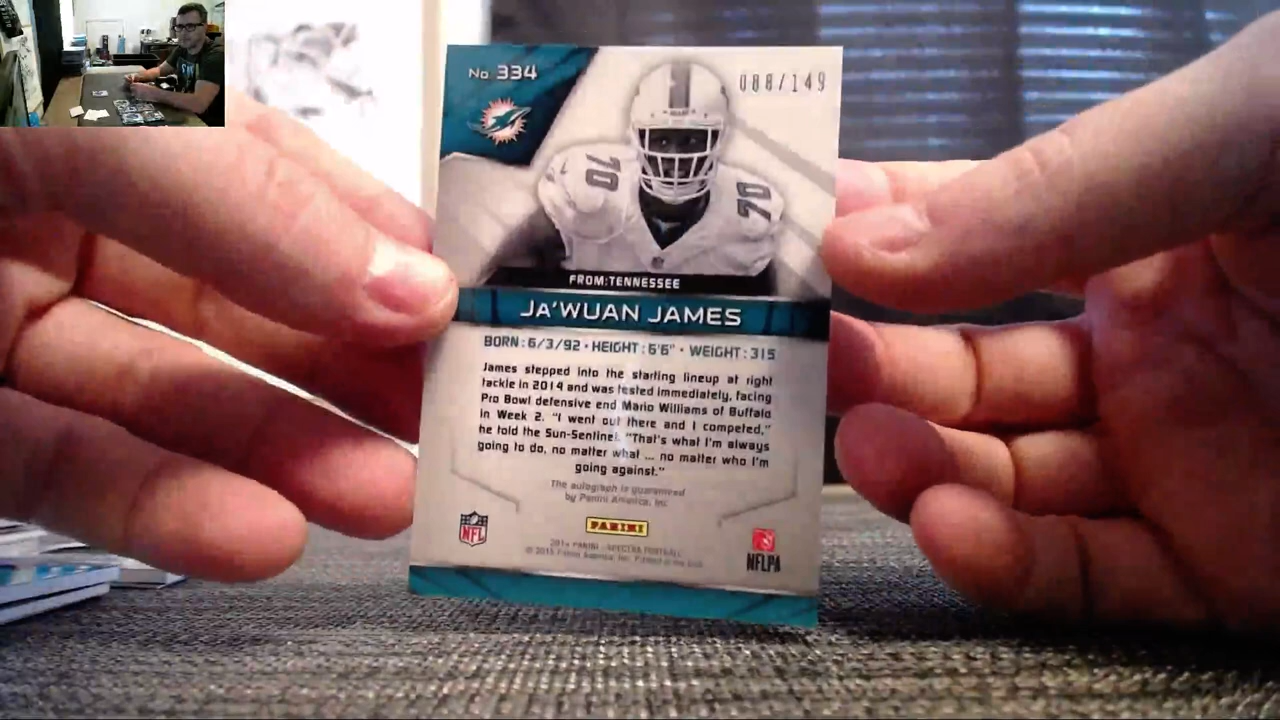 No. 334
088/149
70
70
FROM:TENNESSEE
JA'WUAN JAMES
BORN: 6/3/92 · HEIGHT: 6'6" · WEIGHT: 315
James stepped into the starting lineup at right
tackle in 2014 and was tested immediately, facing
Pro Bowl defensive end Mario Williams of Buffalo
in Week 2. "I went out there and I competed,"
he told the Sun-Sentinel. "That's what I'm always
going to do, no matter what ... no matter who I'm
going against."
The autograph is guaranteed
by Panini America, Inc.
PANINI
NFL
NFLPA
2014 PANINI - SPECTRA FOOTBALL
© 2015 Panini America, Inc. Printed in the USA